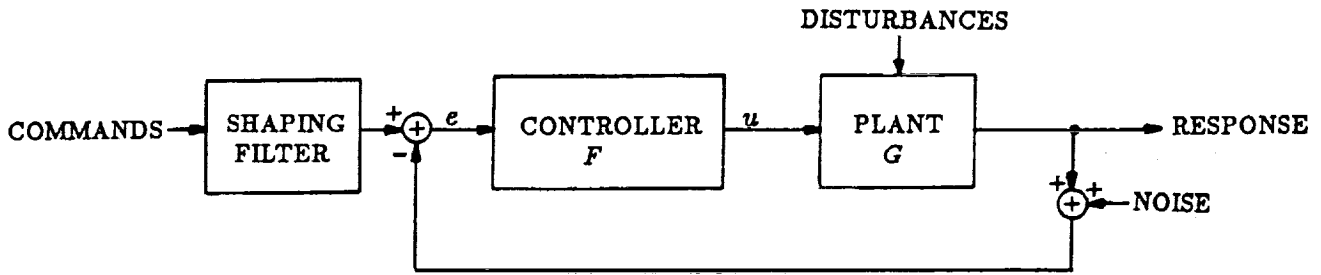 DISTURBANCES
COMMANDS
SHAPING
FILTER
+
-
+
e
CONTROLLER
F
u
PLANT
G
RESPONSE
+
+
+
NOISE